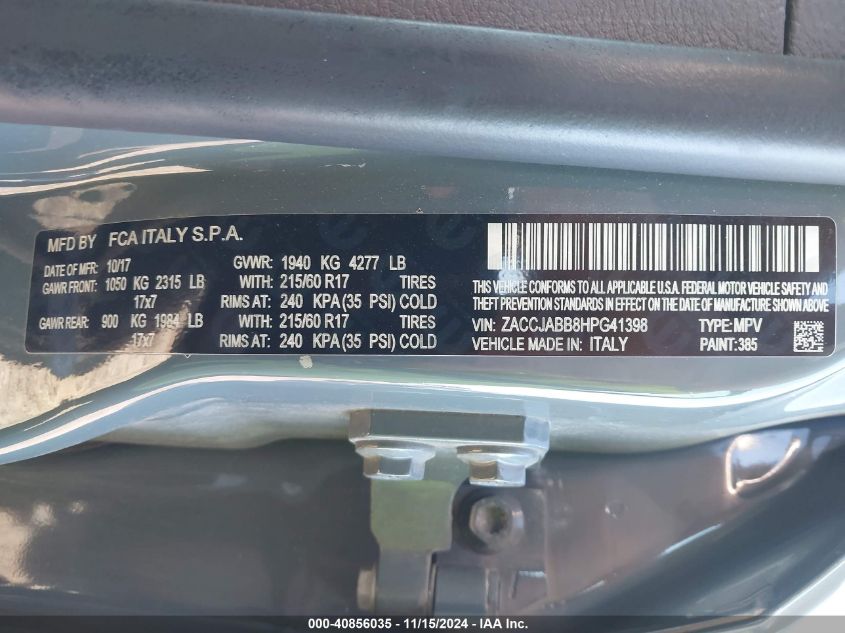 MFD BY FCA ITALY S.P.A.
DATE OF MFR: 10/17 GVWR: 1940 KG 4277 LB
GAWR FRONT: 1050 KG 2315 LB WITH: 215/60 R17 TIRES
17x7 RIMS AT: 240 KPA (35 PSI) COLD
GAWR REAR: 900 KG 1984 LB WITH: 215/60 R17 TIRES
17x7 RIMS AT: 240 KPA (35 PSI) COLD
THIS VEHICLE CONFORMS TO ALL APPLICABLE U.S.A. FEDERAL MOTOR VEHICLE SAFETY AND
THEFT PREVENTION STANDARDS IN EFFECT ON THE DATE OF MANUFACTURE SHOWN ABOVE.
VIN: ZACCJABB8HPG41398 TYPE: MPV
VEHICLE MADE IN: ITALY PAINT: 385
000-40856035 - 11/15/2024 - IAA Inc.